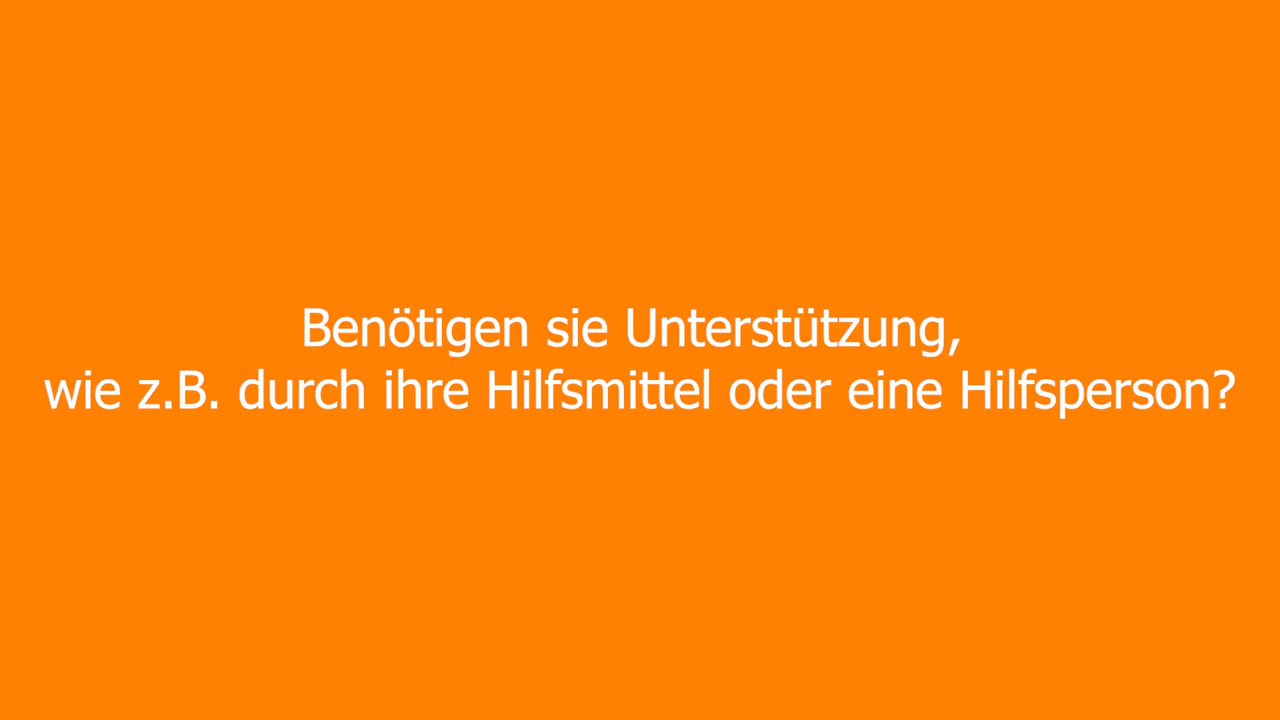 Benötigen sie Unterstützung,
wie z.B. durch ihre Hilfsmittel oder eine Hilfsperson?